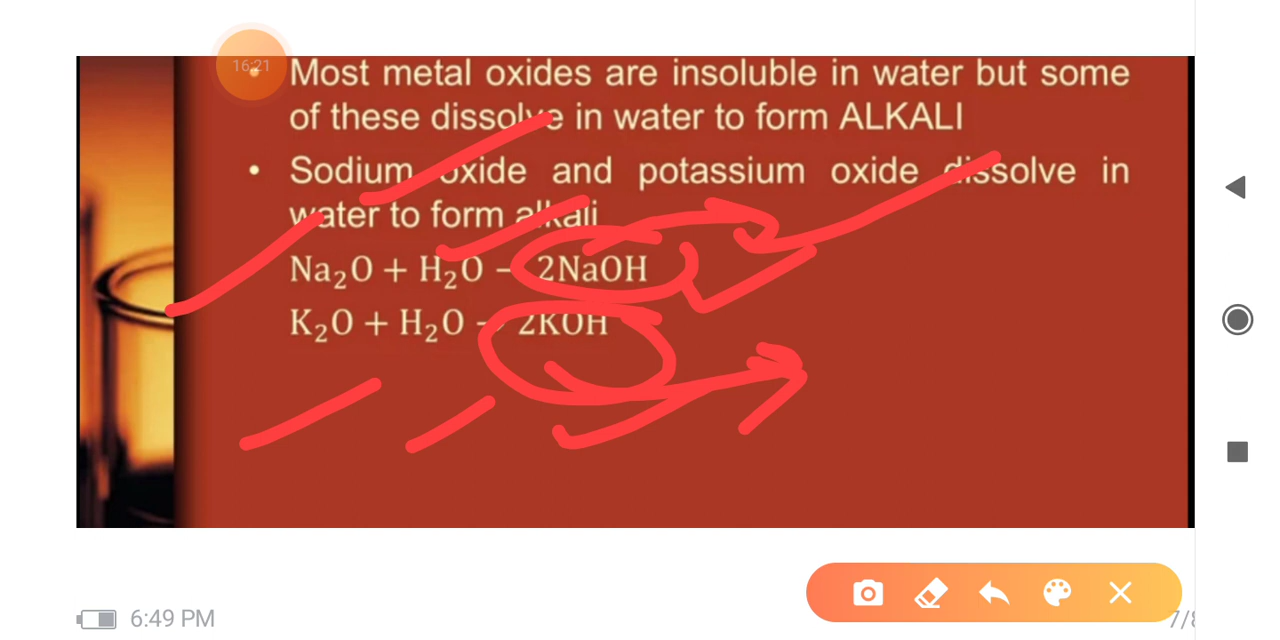 16:21
Most metal oxides are insoluble in water but some
of these dissolve in water to form ALKALI
• Sodium oxide and potassium oxide dissolve in
water to form alkali
Na₂O + H₂O → 2NaOH
K₂O + H₂O → 2KOH
6:49 PM